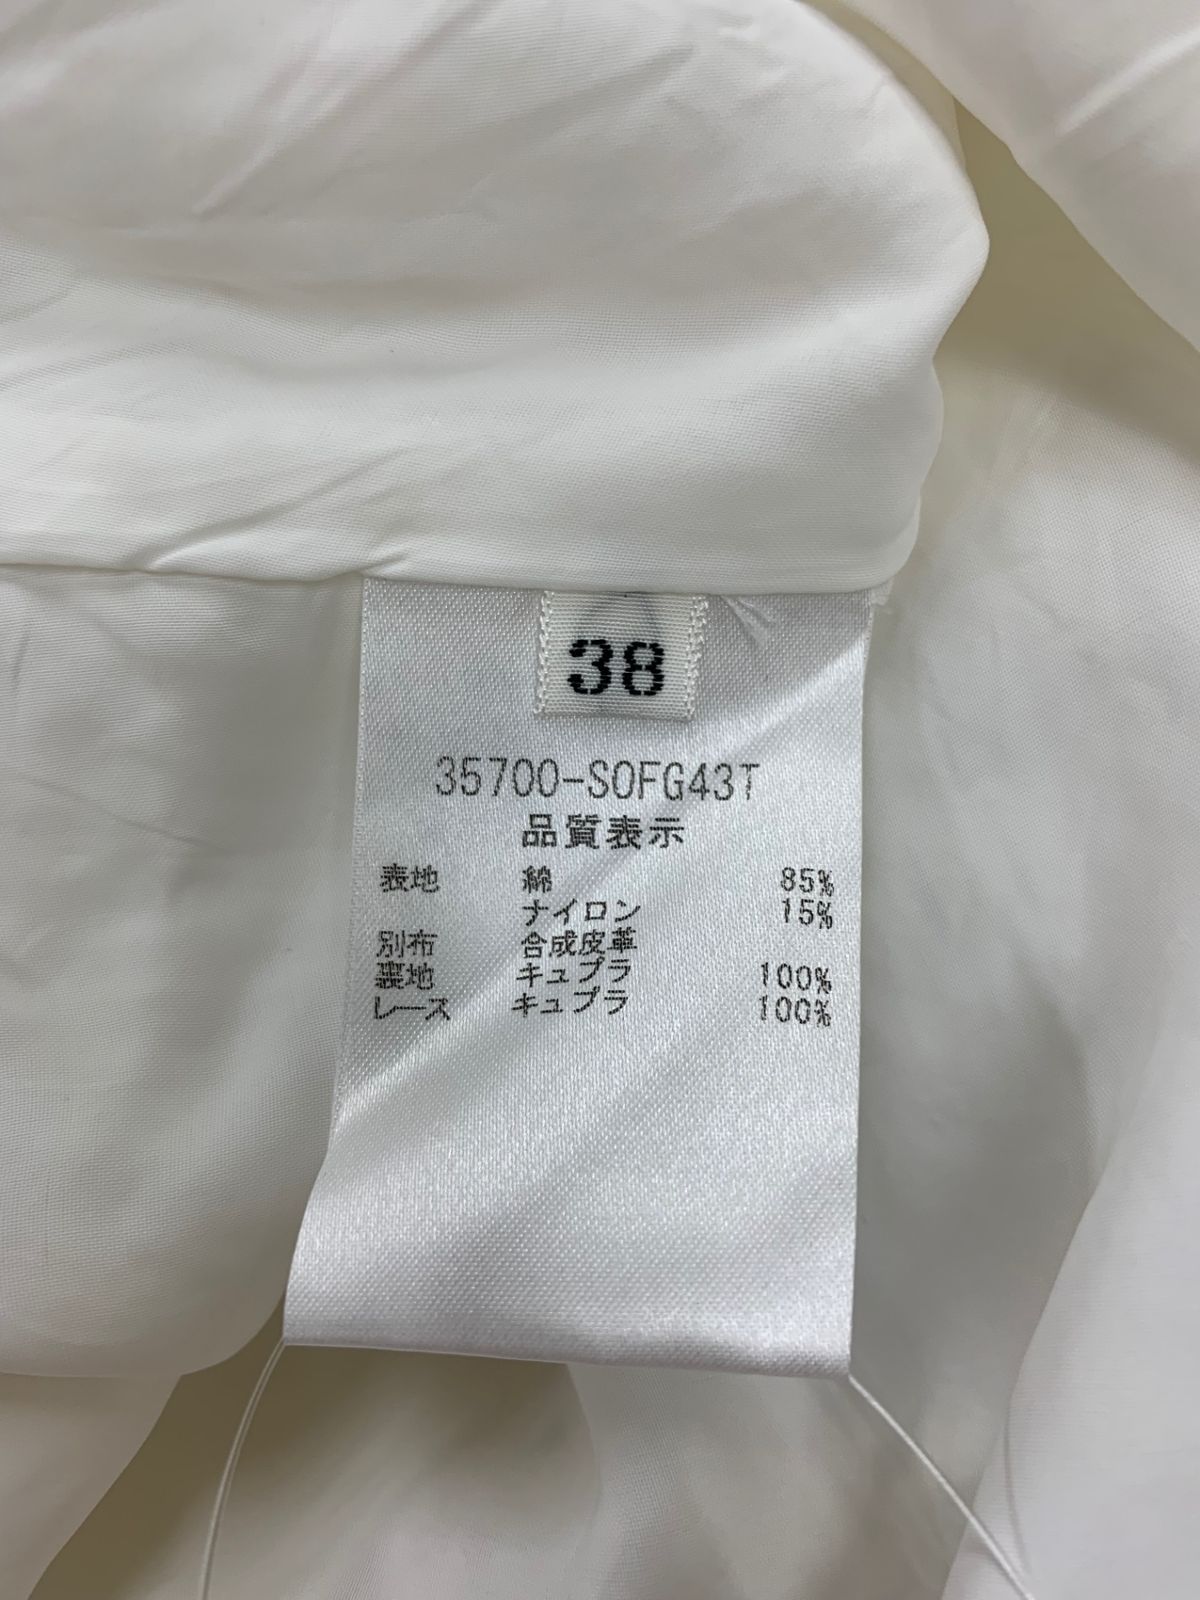 38
35700-SOFG43T
品質表示
表地 綿 85%
ナイロン 15%
別布 合成皮革
裏地 キュプラ 100%
レース キュプラ 100%